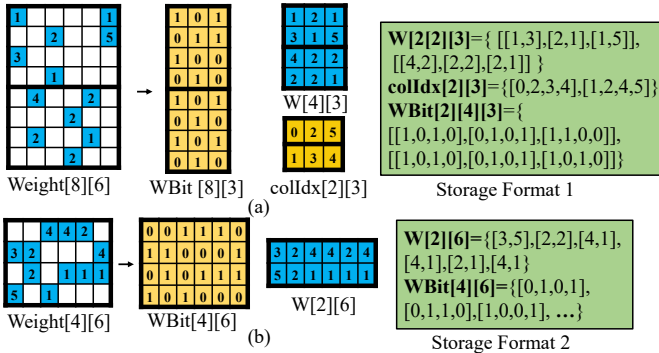 1 1
2 5
3
1
4 2
2
2 1
2
Weight[8][6]
1 0 1
0 1 1
1 0 0
0 1 0
1 0 1
0 1 0
1 0 1
0 1 0
WBit [8][3]
1 2 1
3 1 5
4 2 2
2 2 1
W[4][3]
0 2 5
1 3 4
colIdx[2][3]
W[2[2][3]={ [[1,3],[2,1],[1,5]],
[[4,2],[2,2],[2,1]] }
colIdx[2][3]={[0,2,3,4],[1,2,4,5]}
WBit[2][4][3]={
[[1,0,1,0],[0,1,0,1],[1,1,0,0]],
[[1,0,1,0],[0,1,0,1],[1,0,1,0]]}
Storage Format 1
(a)
4 4 2
3 2 4
2 1 1 1
5 1
Weight[4][6]
0 0 1 1 1 0
1 1 0 0 0 1
0 1 0 1 1 1
1 0 1 0 0 0
WBit[4][6]
3 2 4 4 2 4
5 2 1 1 1 1
W[2][6]
W[2][6]={[3,5],[2,2],[4,1],
[4,1],[2,1],[4,1]}
WBit[4][6]={[0,1,0,1],
[0,1,1,0],[1,0,0,1], ...}
Storage Format 2
(b)